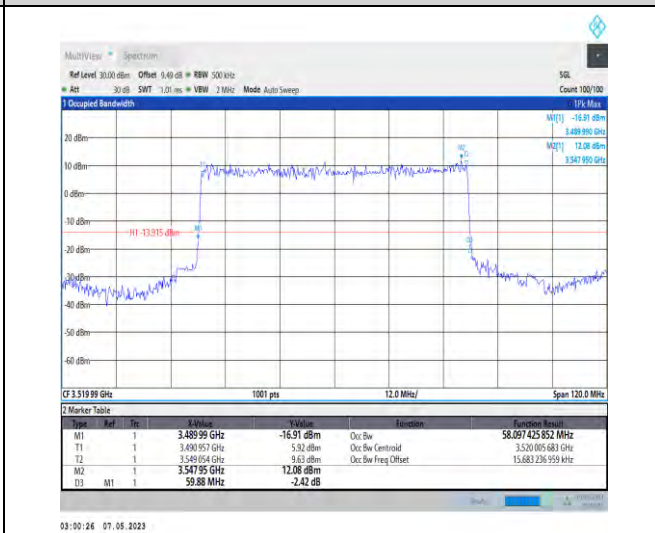 MultiView Spectrum
Ref Level 30.00 dBm Offset 9.49 dB RBW 500 kHz SGL
Att 30 dB SWT 1.01 ms VBW 2 MHz Mode Auto Sweep Count 100/100
1 Occupied Bandwidth 1Pk Max
M1[1] -16.91 dBm
3.489 990 GHz
M2[1] 12.08 dBm
3.547 950 GHz
20 dBm
10 dBm
0 dBm
-10 dBm
H1 -13.915 dBm
-20 dBm
-30 dBm
-40 dBm
-50 dBm
-60 dBm
M2
CF 3.519 99 GHz 1001 pts 12.0 MHz/ Span 120.0 MHz
2 Marker Table
Type Ref Trc X-Value Y-Value Function Function Result
M1 1 3.489 99 GHz -16.91 dBm Occ Bw 58.097 425 852 MHz
T1 1 3.490 957 GHz 5.92 dBm Occ Bw Centroid 3.520 005 683 GHz
T2 1 3.549 054 GHz 9.63 dBm Occ Bw Freq Offset 15.683 236 959 kHz
M2 1 3.547 95 GHz 12.08 dBm
D3 M1 1 59.88 MHz -2.42 dB
03:00:26 07.05.2023